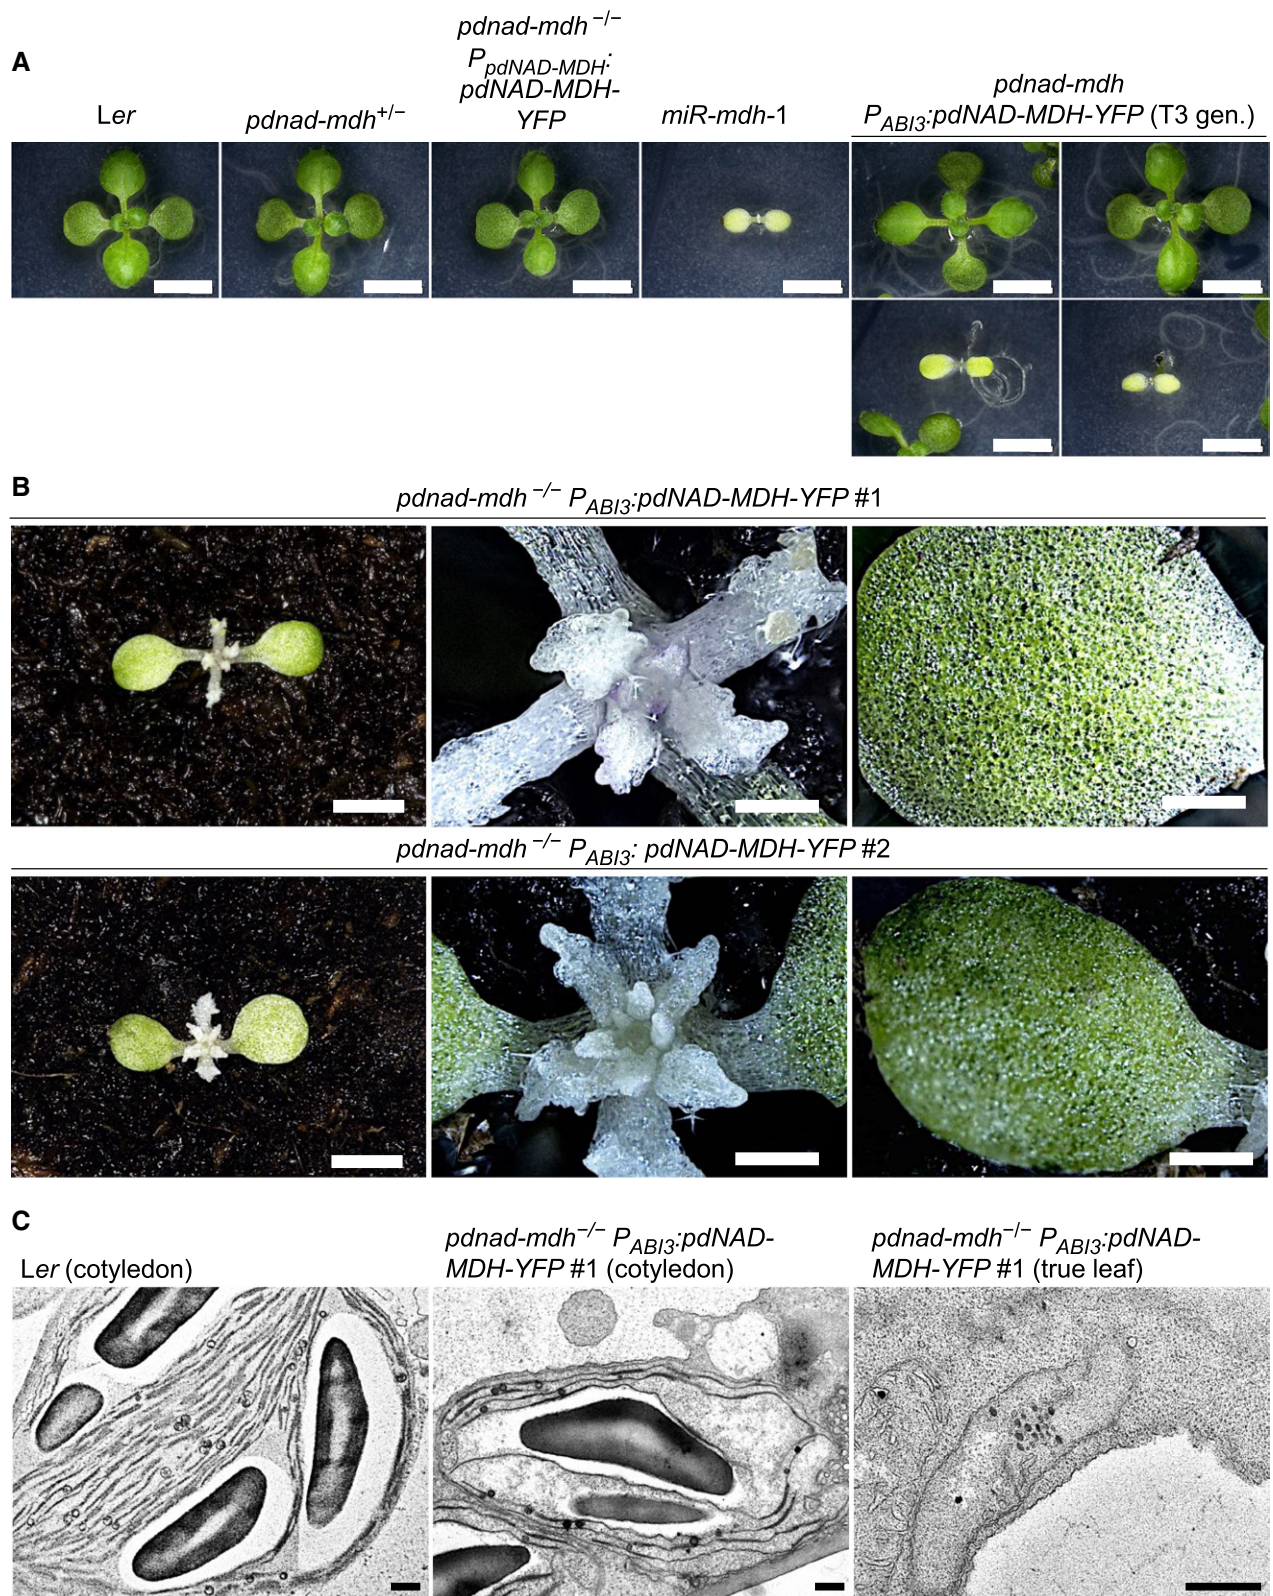 A
Ler
pdnad-mdh+/−
pdnad-mdh−/−
PpdNAD-MDH:
pdNAD-MDH-
YFP
miR-mdh-1
pdnad-mdh
PABI3:pdNAD-MDH-YFP (T3 gen.)
B
pdnad-mdh−/− PABI3:pdNAD-MDH-YFP #1
pdnad-mdh−/− PABI3: pdNAD-MDH-YFP #2
C
Ler (cotyledon)
pdnad-mdh−/− PABI3:pdNAD-
MDH-YFP #1 (cotyledon)
pdnad-mdh−/− PABI3:pdNAD-
MDH-YFP #1 (true leaf)